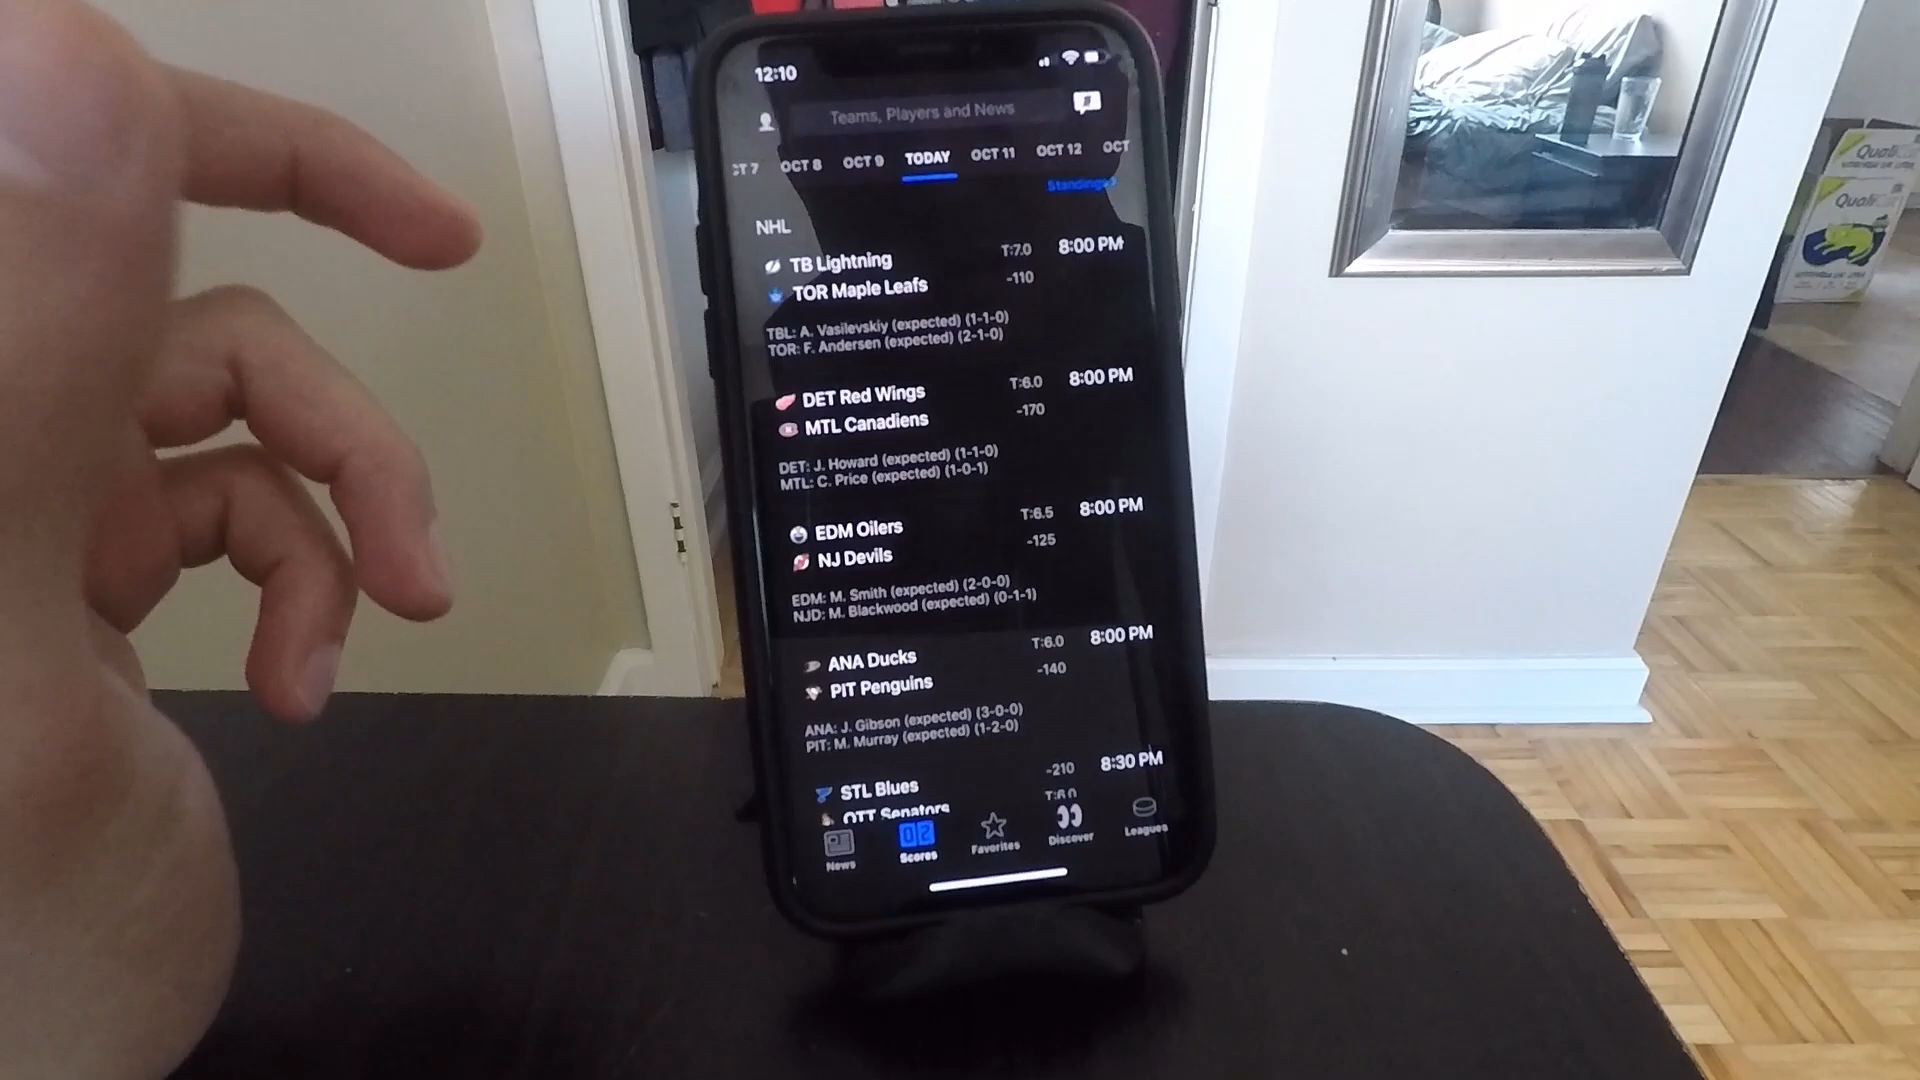 12:10
Teams, Players and News
OCT 8 OCT 9 TODAY OCT 11 OCT 12 OCT
Standings
NHL
TB Lightning T:7.0 8:00 PM
TOR Maple Leafs -110
TBL: A. Vasilevskiy (expected) (1-1-0)
TOR: F. Andersen (expected) (2-1-0)
DET Red Wings T:6.0 8:00 PM
MTL Canadiens -170
DET: J. Howard (expected) (1-1-0)
MTL: C. Price (expected) (1-0-1)
EDM Oilers T:6.5 8:00 PM
NJ Devils -125
EDM: M. Smith (expected) (2-0-0)
NJD: M. Blackwood (expected) (0-1-1)
ANA Ducks T:6.0 8:00 PM
PIT Penguins -140
ANA: J. Gibson (expected) (3-0-0)
PIT: M. Murray (expected) (1-2-0)
STL Blues -210 8:30 PM
OTT Senators T:6.0
News Scores Favorites Discover Leagues